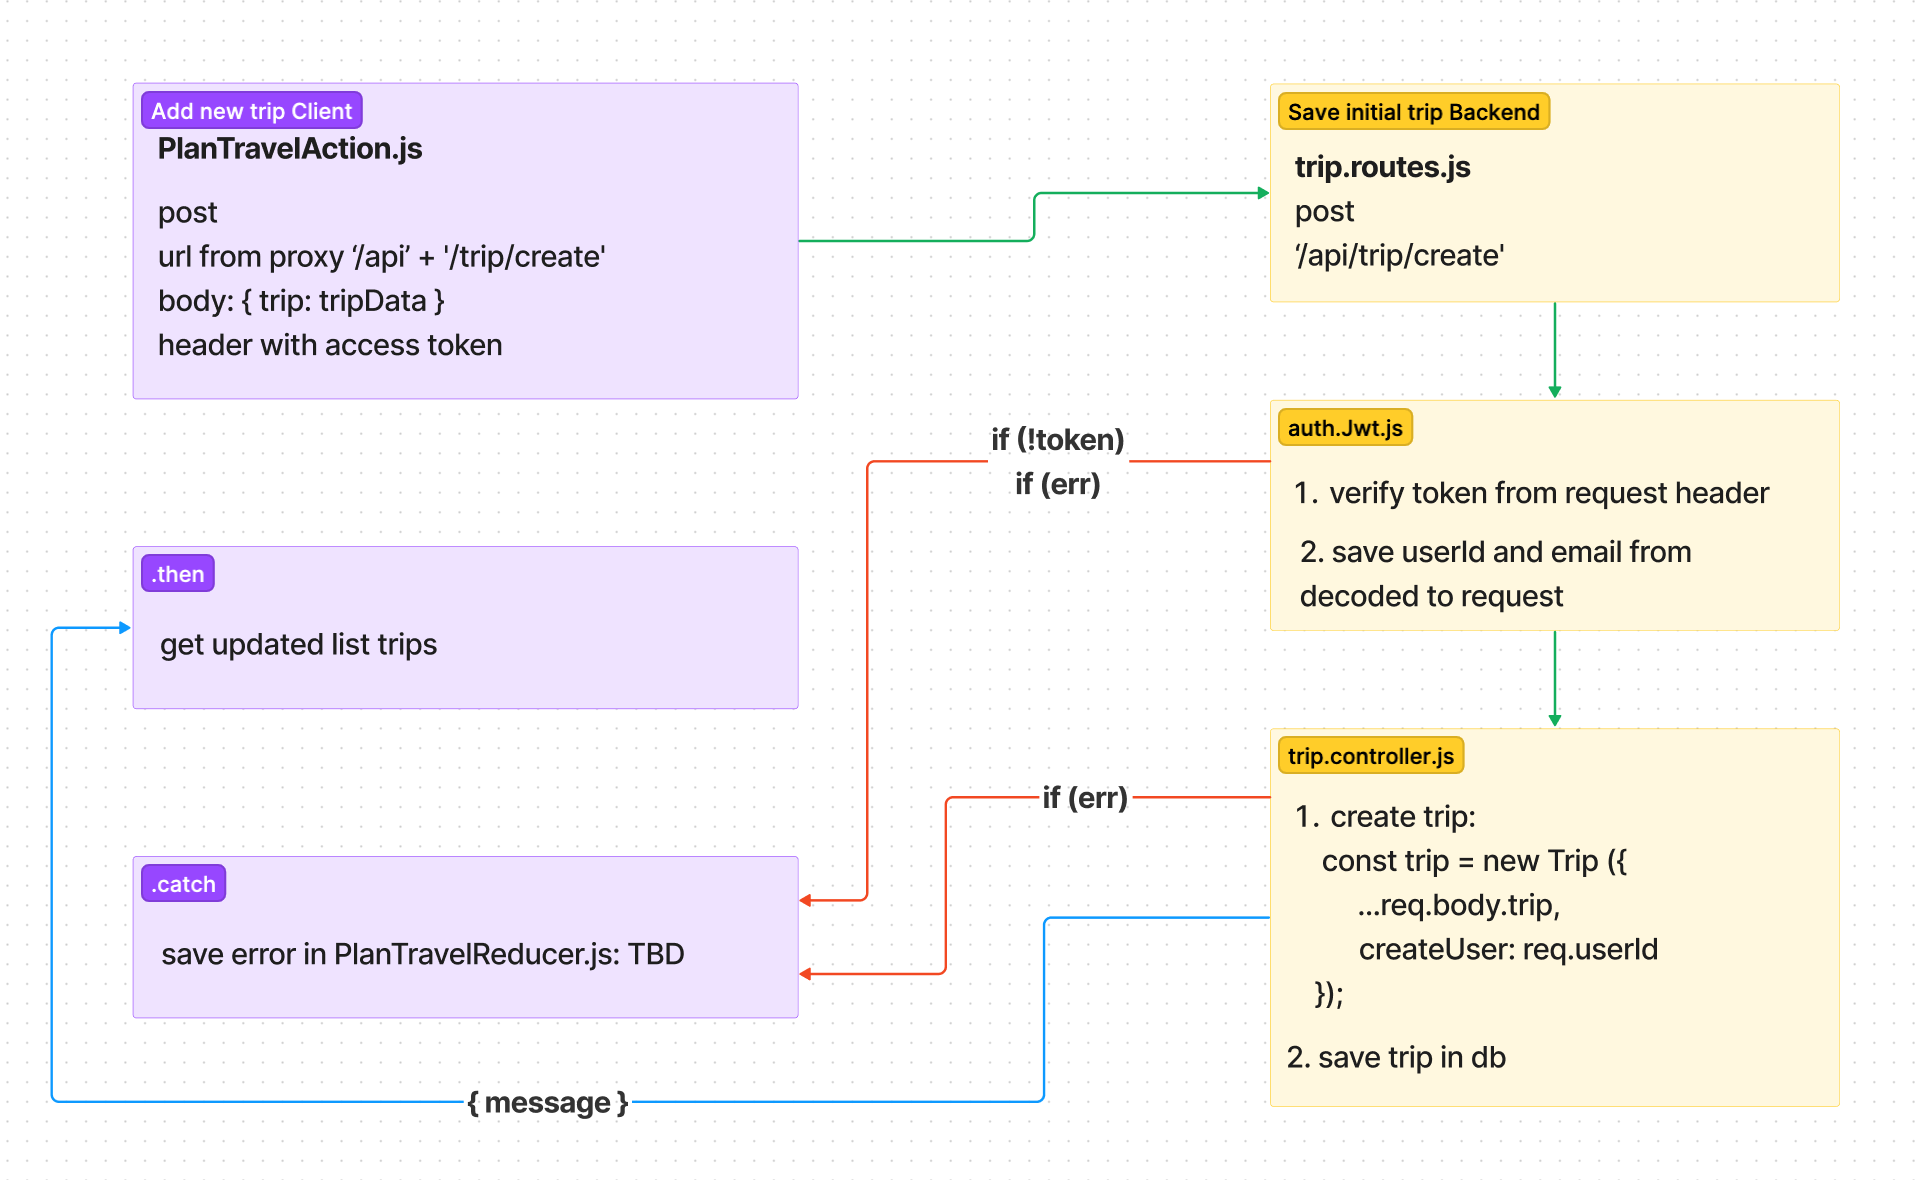 Add new trip Client
PlanTravelAction.js
post
url from proxy ‘/api’ + '/trip/create'
body: { trip: tripData }
header with access token
Save initial trip Backend
trip.routes.js
post
‘/api/trip/create'
if (!token)
if (err)
auth.Jwt.js
1. verify token from request header
2. save userId and email from
decoded to request
.then
get updated list trips
if (err)
trip.controller.js
1. create trip:
const trip = new Trip ({
...req.body.trip,
createUser: req.userId
});
2. save trip in db
.catch
save error in PlanTravelReducer.js: TBD
{ message }